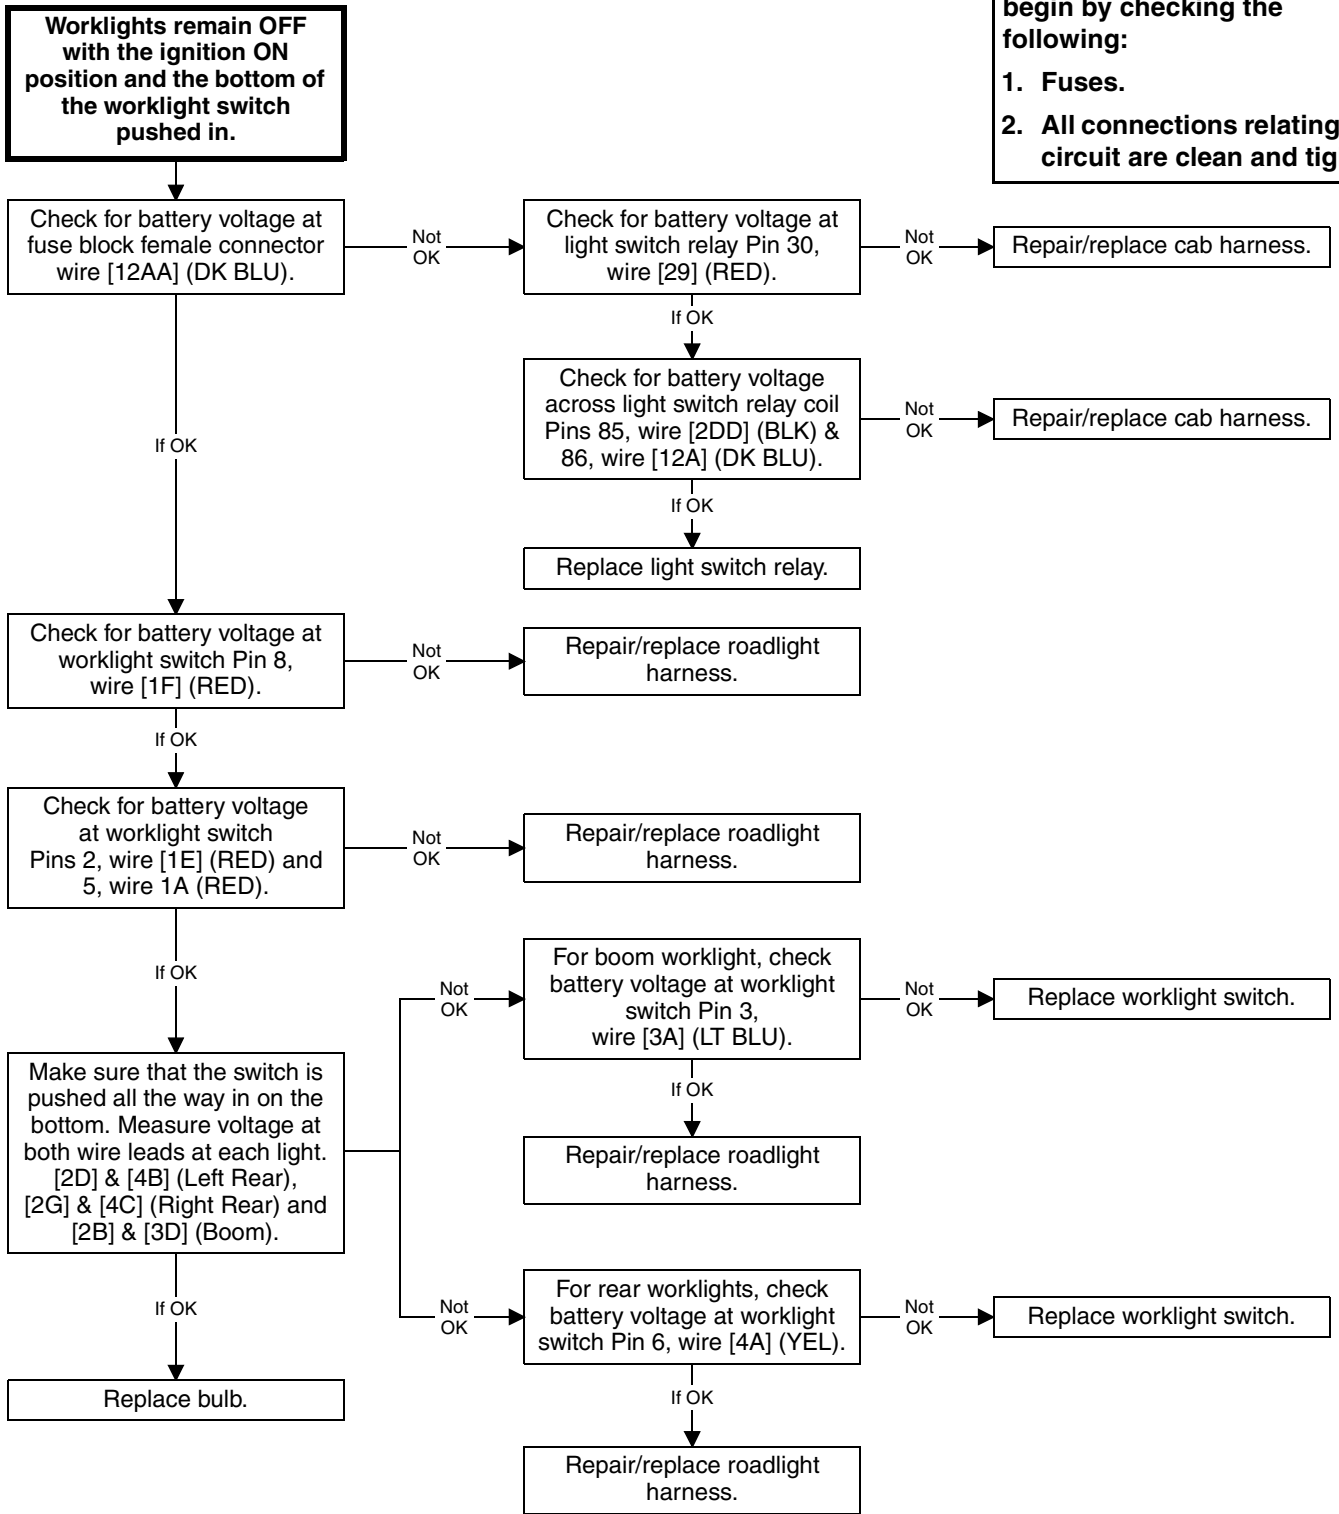 Worklights remain OFF
with the ignition ON
position and the bottom of
the worklight switch
pushed in.
begin by checking the
following:
1. Fuses.
2. All connections relating
circuit are clean and tig
Check for battery voltage at
fuse block female connector
wire [12AA] (DK BLU).
Not
OK
Check for battery voltage at
light switch relay Pin 30,
wire [29] (RED).
Not
OK
Repair/replace cab harness.
If OK
Check for battery voltage
across light switch relay coil
Pins 85, wire [2DD] (BLK) &
86, wire [12A] (DK BLU).
Not
OK
Repair/replace cab harness.
If OK
If OK
Replace light switch relay.
Check for battery voltage at
worklight switch Pin 8,
wire [1F] (RED).
Not
OK
Repair/replace roadlight
harness.
If OK
Check for battery voltage
at worklight switch
Pins 2, wire [1E] (RED) and
5, wire 1A (RED).
Not
OK
Repair/replace roadlight
harness.
If OK
Not
OK
For boom worklight, check
battery voltage at worklight
switch Pin 3,
wire [3A] (LT BLU).
Not
OK
Replace worklight switch.
Make sure that the switch is
pushed all the way in on the
bottom. Measure voltage at
both wire leads at each light.
[2D] & [4B] (Left Rear),
[2G] & [4C] (Right Rear) and
[2B] & [3D] (Boom).
If OK
Repair/replace roadlight
harness.
Not
OK
For rear worklights, check
battery voltage at worklight
switch Pin 6, wire [4A] (YEL).
Not
OK
Replace worklight switch.
If OK
Replace bulb.
If OK
Repair/replace roadlight
harness.